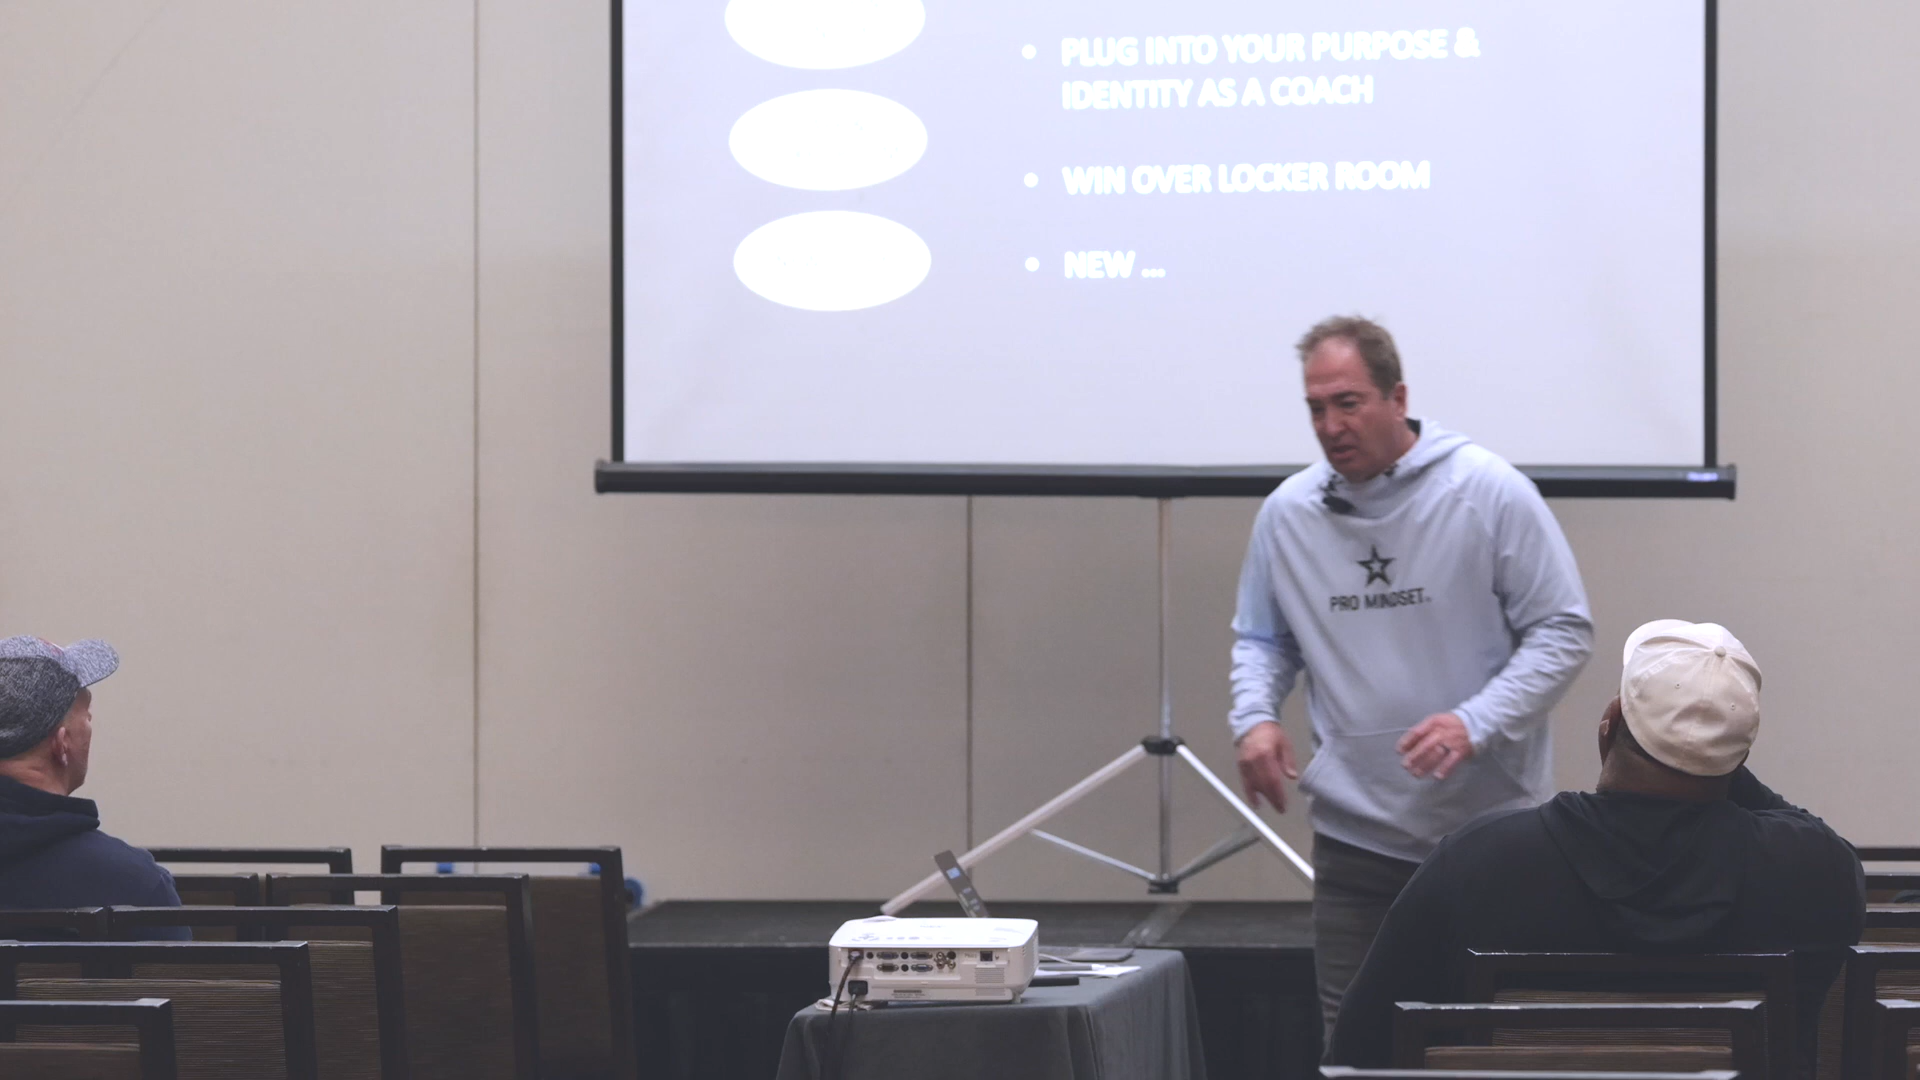 • PLUG INTO YOUR PURPOSE &
IDENTITY AS A COACH
• WIN OVER LOCKER ROOM
• NEW ...
PRO MINDSET